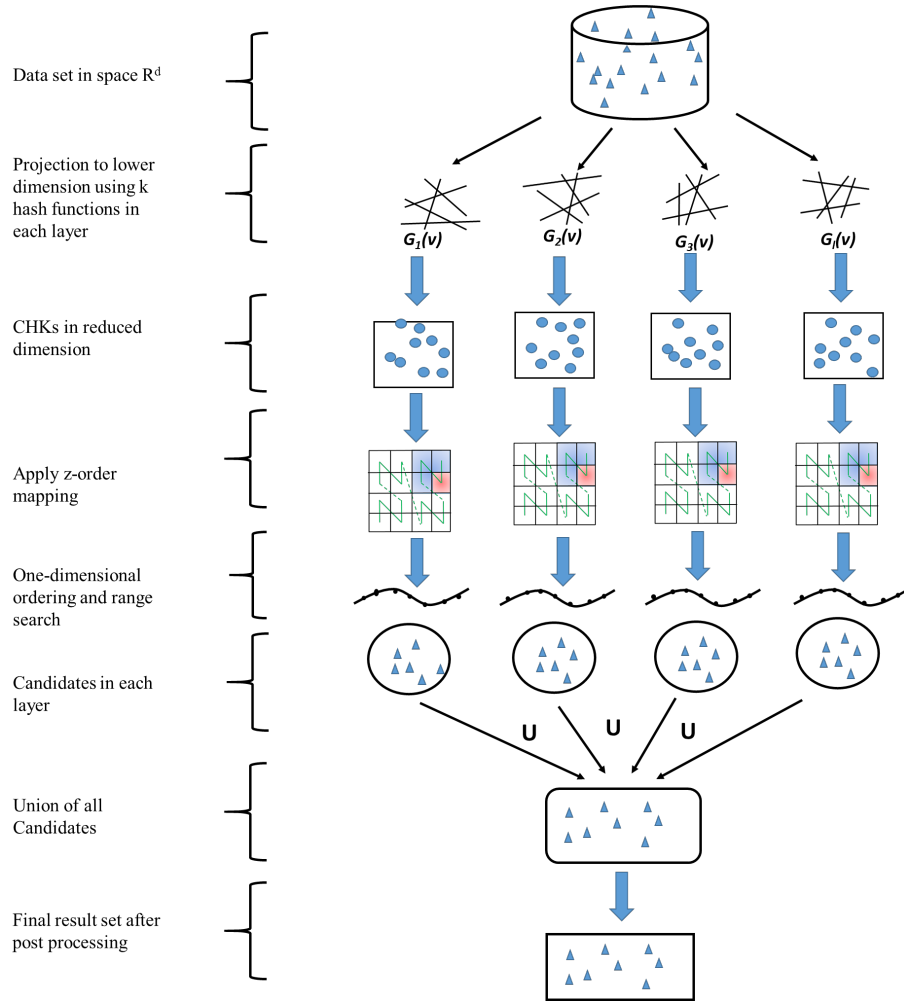 Data set in space R^d
Projection to lower
dimension using k
hash functions in
each layer
G₁(v)
G₂(v)
G₃(v)
Gₗ(v)
CHKs in reduced
dimension
Apply z-order
mapping
One-dimensional
ordering and range
search
Candidates in each
layer
U
U
U
Union of all
Candidates
Final result set after
post processing